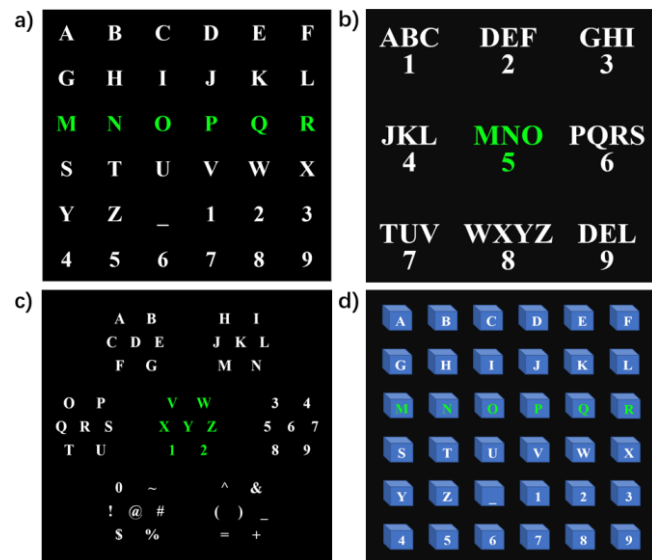 a)
A B C D E F
G H I J K L
M N O P Q R
S T U V W X
Y Z _ 1 2 3
4 5 6 7 8 9
b)
ABC DEF GHI
1 2 3
JKL MNO PQRS
4 5 6
TUV WXYZ DEL
7 8 9
c)
A B H I
C D E J K L
F G M N
O P V W 3 4
Q R S X Y Z 5 6 7
T U 1 2 8 9
0 ~ ^ &
! @ # ( ) _
$ % = +
d)
A B C D E F
G H I J K L
M N O P Q R
S T U V W X
Y Z _ 1 2 3
4 5 6 7 8 9